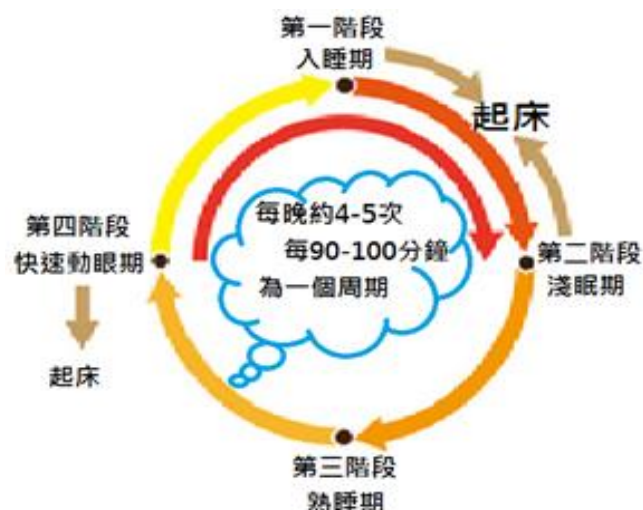 第一階段
入睡期
起床
每晚約4-5次
每90-100分鐘
為一個周期
第四階段
快速動眼期
第二階段
淺眠期
起床
第三階段
熟睡期